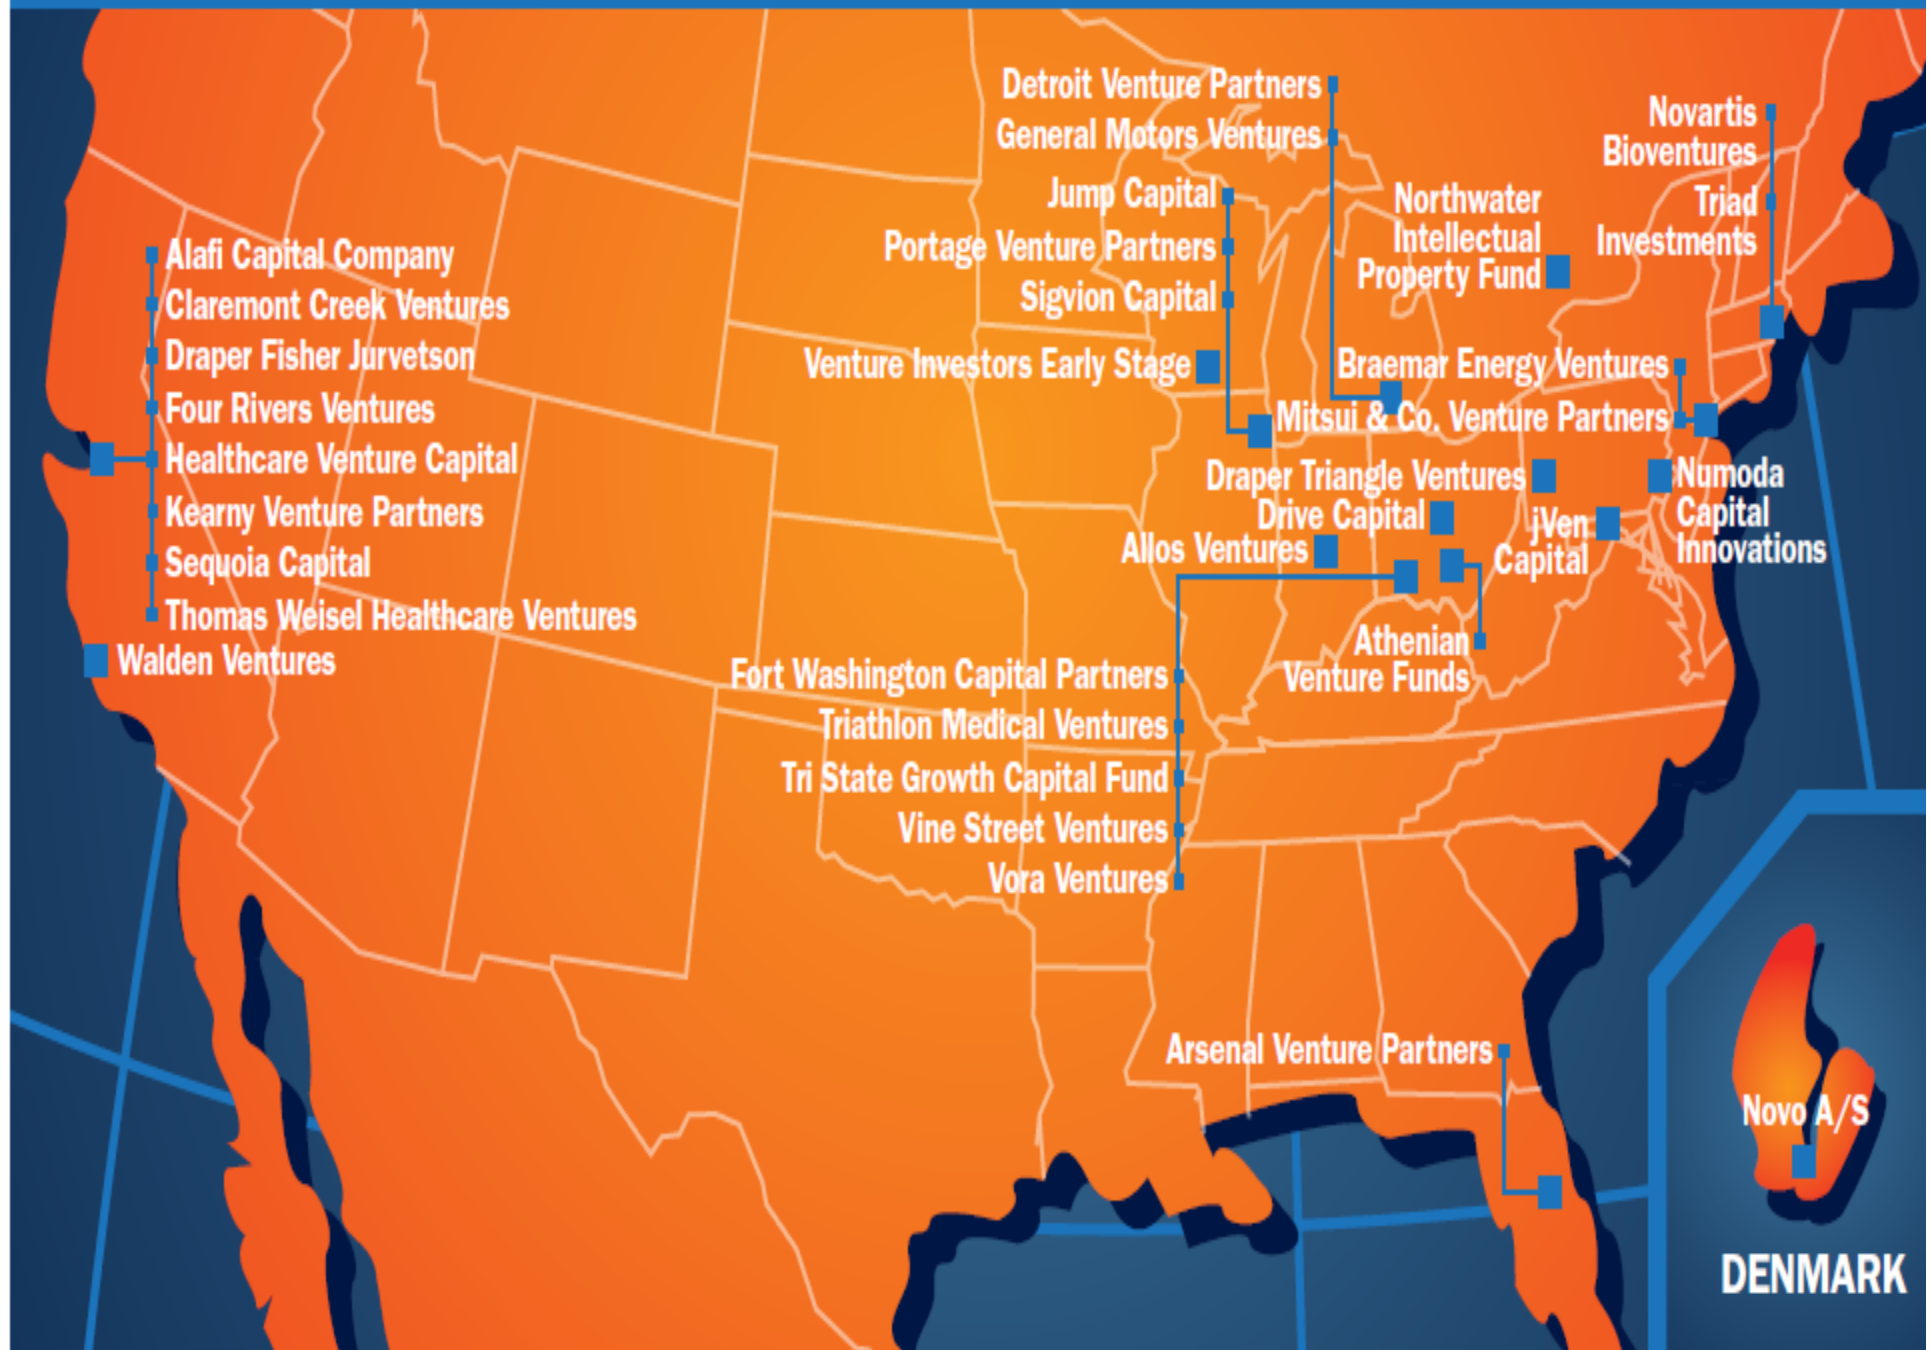 Alafi Capital Company
Claremont Creek Ventures
Draper Fisher Jurvetson
Four Rivers Ventures
Healthcare Venture Capital
Kearny Venture Partners
Sequoia Capital
Thomas Weisel Healthcare Ventures
Walden Ventures
Detroit Venture Partners
General Motors Ventures
Jump Capital
Portage Venture Partners
Sigvion Capital
Venture Investors Early Stage
Northwater
Intellectual
Property Fund
Novartis
Bioventures
Triad
Investments
Braemar Energy Ventures
Mitsui & Co. Venture Partners
Draper Triangle Ventures
Drive Capital
Allos Ventures
jVen
Capital
Numoda
Capital
Innovations
Athenian
Venture Funds
Fort Washington Capital Partners
Triathlon Medical Ventures
Tri State Growth Capital Fund
Vine Street Ventures
Vora Ventures
Arsenal Venture Partners
Novo A/S
DENMARK